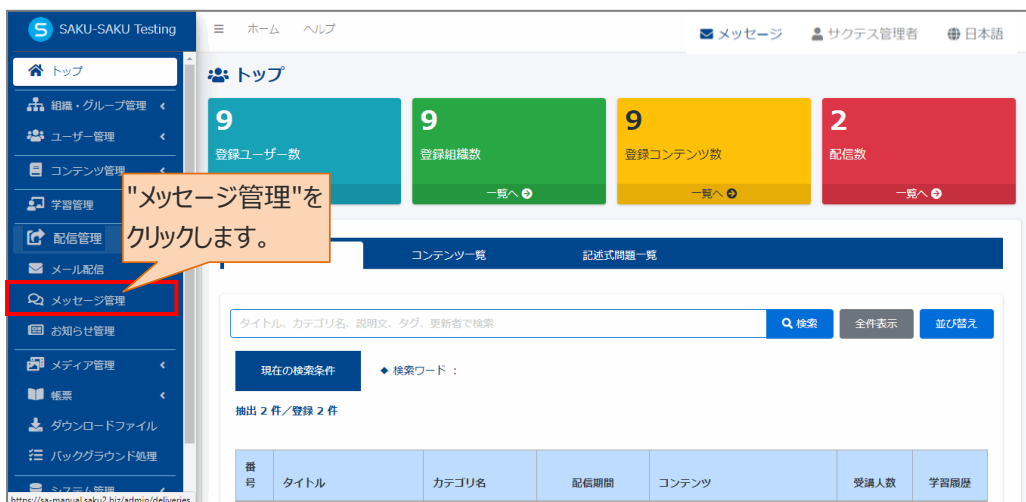 SAKU-SAKU Testing
ホーム ヘルプ
メッセージ サクテス管理者 日本語
トップ
組織・グループ管理
ユーザー管理
コンテンツ管理
学習管理
配信管理
メール配信
メッセージ管理
お知らせ管理
メディア管理
帳票
ダウンロードファイル
バックグラウンド処理
システム管理
https://sa-manual.saku2.biz/admin/deliveries
トップ
9
登録ユーザー数
9
登録組織数
一覧へ
9
登録コンテンツ数
一覧へ
2
配信数
一覧へ
"メッセージ管理"を
クリックします。
コンテンツ一覧 記述式問題一覧
タイトル、カテゴリ名、説明文、タグ、更新者で検索
検索 全件表示 並び替え
現在の検索条件 ◆ 検索ワード :
抽出 2 件／登録 2 件
番号 タイトル カテゴリ名 配信期間 コンテンツ 受講人数 学習履歴